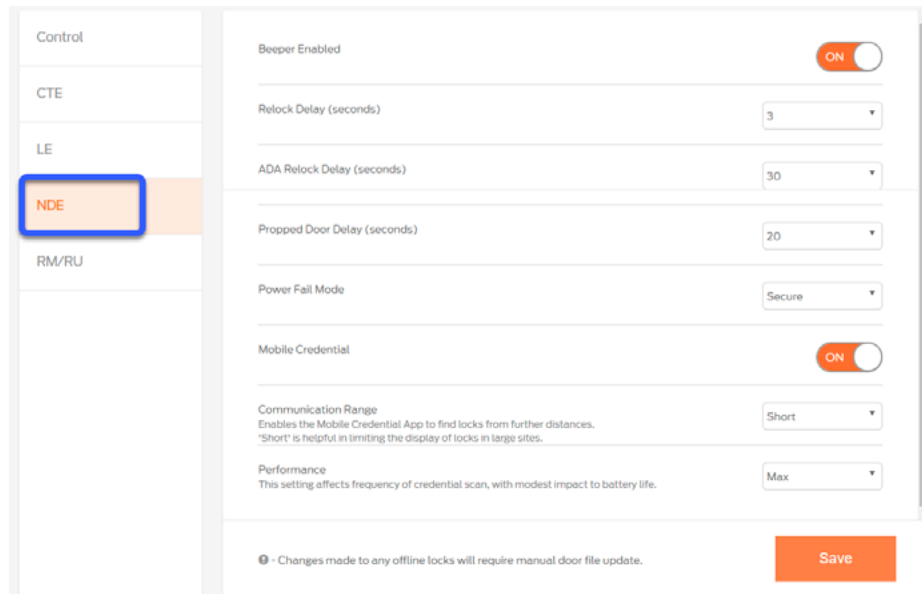 Control
CTE
LE
NDE
RM/RU
Beeper Enabled
ON
Relock Delay (seconds)
3
ADA Relock Delay (seconds)
30
Propped Door Delay (seconds)
20
Power Fail Mode
Secure
Mobile Credential
ON
Communication Range
Enables the Mobile Credential App to find locks from further distances.
"Short" is helpful in limiting the display of locks in large sites.
Short
Performance
This setting affects frequency of credential scan, with modest impact to battery life.
Max
- Changes made to any offline locks will require manual door file update.
Save